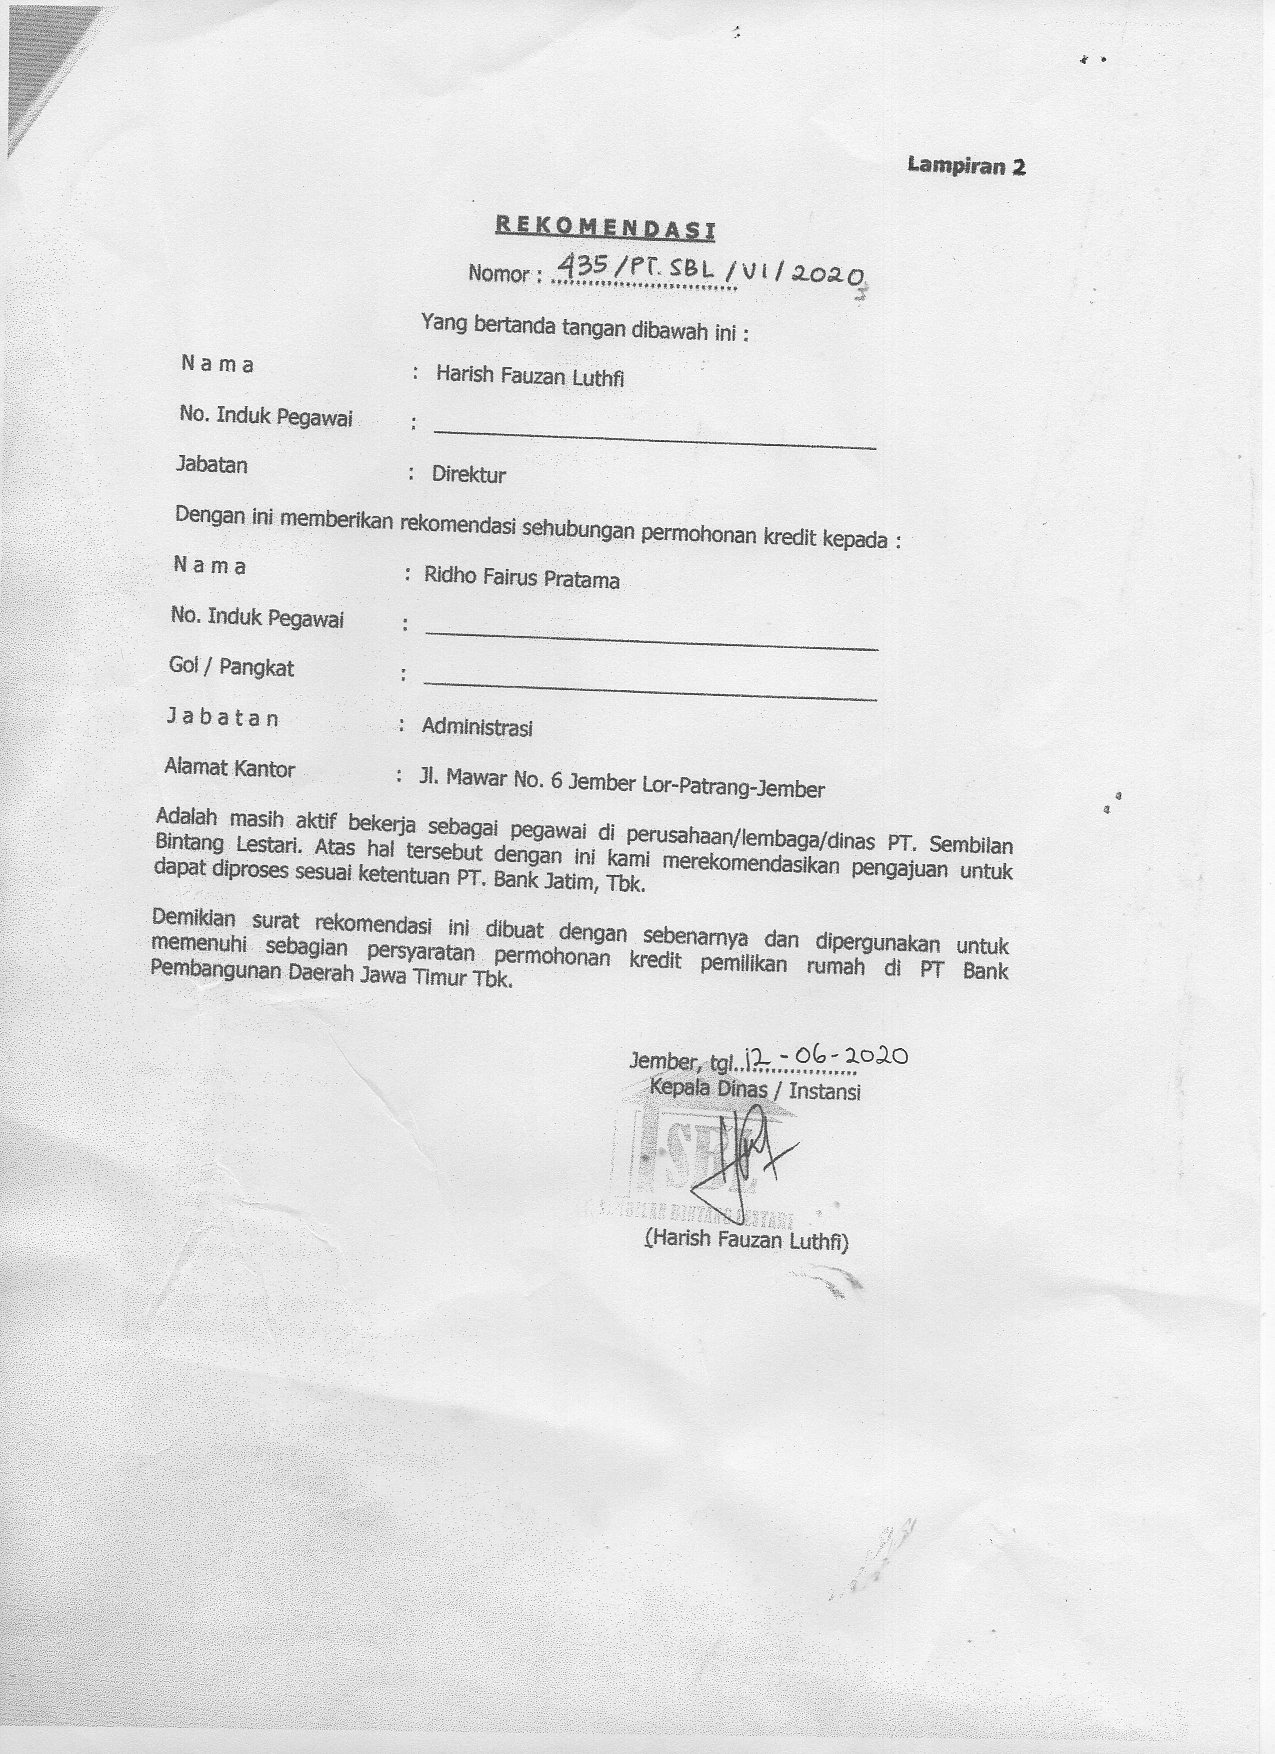 Lampiran 2
REKOMENDASI
Nomor : 435/PT. SBL/VI/2020
Yang bertanda tangan dibawah ini :
N a m a : Harish Fauzan Luthfi
No. Induk Pegawai :
Jabatan : Direktur
Dengan ini memberikan rekomendasi sehubungan permohonan kredit kepada :
N a m a : Ridho Fairus Pratama
No. Induk Pegawai :
Gol / Pangkat :
J a b a t a n : Administrasi
Alamat Kantor : Jl. Mawar No. 6 Jember Lor-Patrang-Jember
Adalah masih aktif bekerja sebagai pegawai di perusahaan/lembaga/dinas PT. Sembilan
Bintang Lestari. Atas hal tersebut dengan ini kami merekomendasikan pengajuan untuk
dapat diproses sesuai ketentuan PT. Bank Jatim, Tbk.
Demikian surat rekomendasi ini dibuat dengan sebenarnya dan dipergunakan untuk
memenuhi sebagian persyaratan permohonan kredit pemilikan rumah di PT Bank
Pembangunan Daerah Jawa Timur Tbk.
Jember, tgl. 12-06-2020
Kepala Dinas / Instansi
SBL
SEMBILAN BINTANG LESTARI
(Harish Fauzan Luthfi)